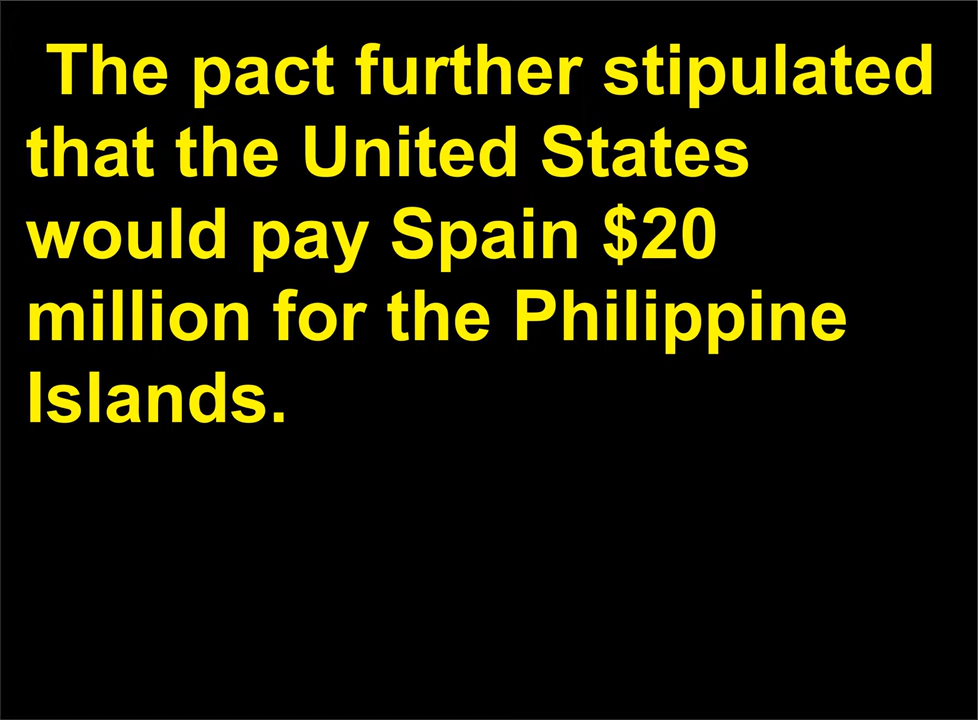 The pact further stipulated
that the United States
would pay Spain $20
million for the Philippine
Islands.